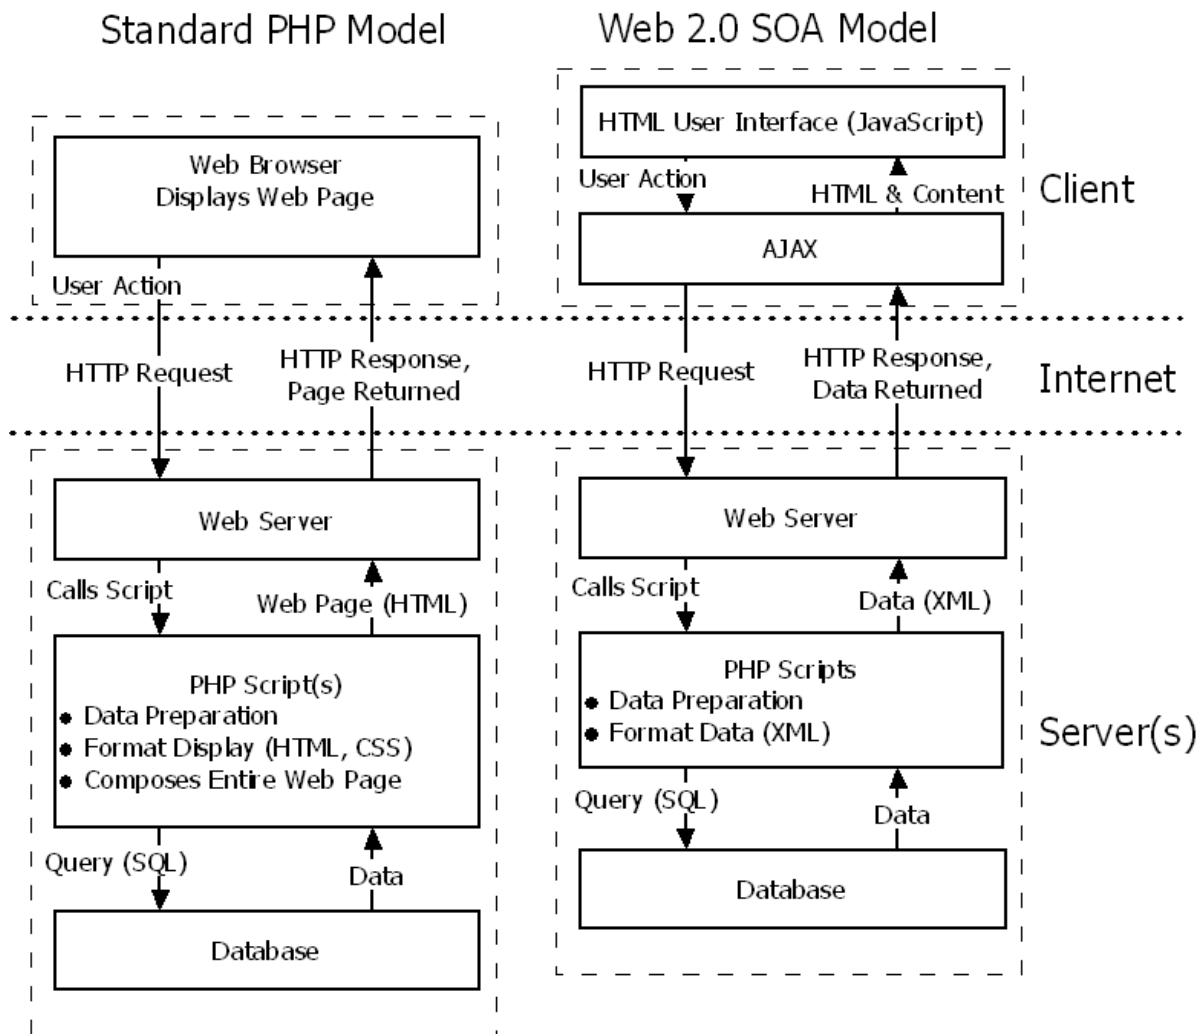 Standard PHP Model
Web Browser
Displays Web Page
User Action
HTTP Request
HTTP Response,
Page Returned
Web Server
Calls Script
Web Page (HTML)
PHP Script(s)
● Data Preparation
● Format Display (HTML, CSS)
● Composes Entire Web Page
Query (SQL)
Data
Database
Web 2.0 SOA Model
HTML User Interface (JavaScript)
User Action
HTML & Content
AJAX
HTTP Request
HTTP Response,
Data Returned
Web Server
Calls Script
Data (XML)
PHP Scripts
● Data Preparation
● Format Data (XML)
Query (SQL)
Data
Database
Client
Internet
Server(s)